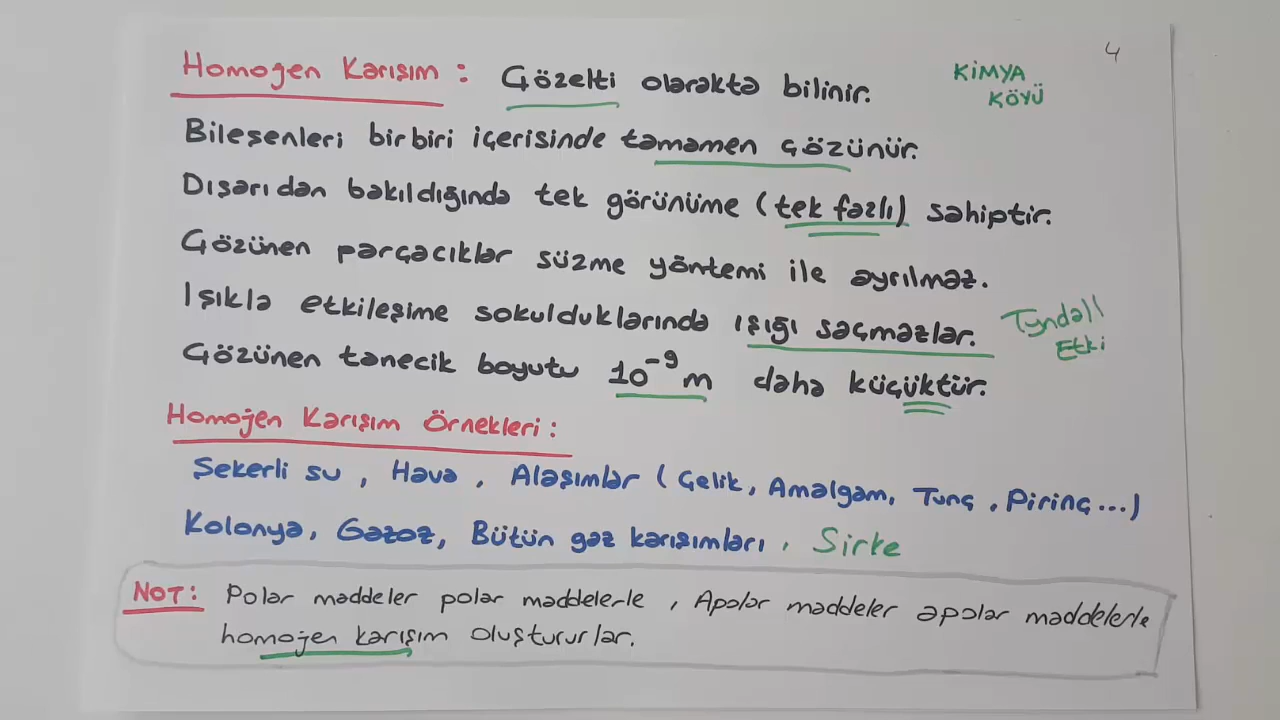 4
Homojen Karışım : Çözelti olarakta bilinir.
KİMYA
KÖYÜ
Bileşenleri birbiri içerisinde tamamen çözünür.
Dışarıdan bakıldığında tek görünüme (tek fazlı) sahiptir.
Çözünen parçacıklar süzme yöntemi ile ayrılmaz.
Işıkla etkileşime sokulduklarında ışığı saçmazlar.
Tyndall
Etki
Çözünen tanecik boyutu 10⁻⁹ m daha küçüktür.
Homojen Karışım Örnekleri :
Şekerli su , Hava , Alaşımlar ( Çelik, Amalgam, Tunç , Pirinç ... )
Kolonya, Gazoz, Bütün gaz karışımları , Sirke
NOT: Polar maddeler polar maddelerle , Apolar maddeler apolar maddelerle
homojen karışım oluştururlar.